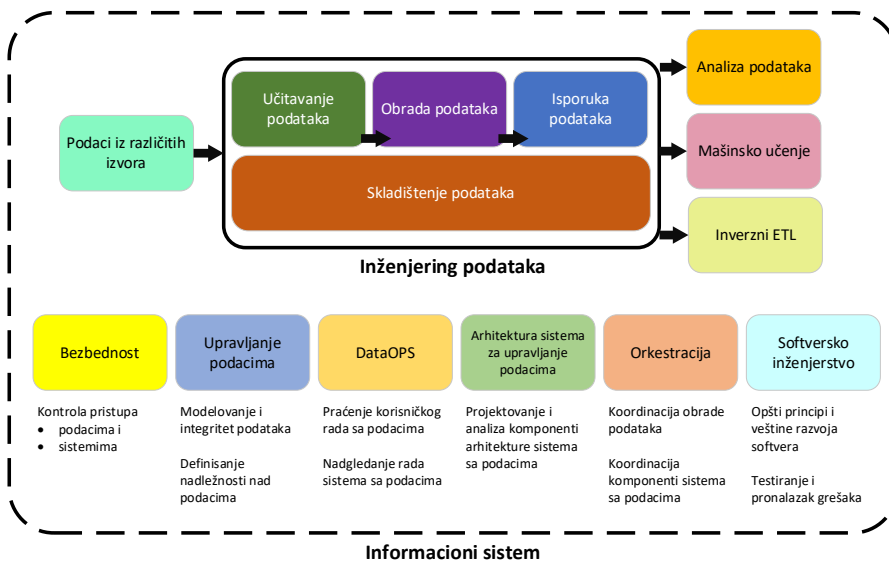 Podaci iz različitih
izvora
Učitavanje
podataka
Obrada podataka
Isporuka
podataka
Skladištenje podataka
Inženjering podataka
Analiza podataka
Mašinsko učenje
Inverzni ETL
Bezbednost
Kontrola pristupa
• podacima i
• sistemima
Upravljanje
podacima
Modelovanje i
integritet podataka
Definisanje
nadležnosti nad
podacima
DataOPS
Praćenje korisničkog
rada sa podacima
Nadgledanje rada
sistema sa podacima
Arhitektura sistema
za upravljanje
podacima
Projektovanje i
analiza komponenti
arhitekture sistema
sa podacima
Orkestracija
Koordinacija obrade
podataka
Koordinacija
komponenti sistema
sa podacima
Softversko
inženjerstvo
Opšti principi i
veštine razvoja
softvera
Testiranje i
pronalazak grešaka
Informacioni sistem